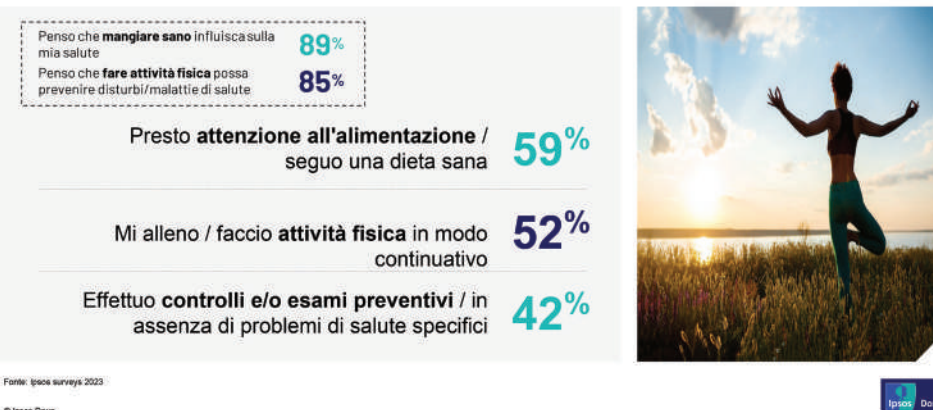 Penso che mangiare sano influisca sulla
mia salute
89%
Penso che fare attività fisica possa
prevenire disturbi/malattie di salute
85%
Presto attenzione all'alimentazione /
seguo una dieta sana
59%
Mi alleno / faccio attività fisica in modo
continuativo
52%
Effettuo controlli e/o esami preventivi / in
assenza di problemi di salute specifici
42%
Fonte: Ipsos surveys 2023
© Ipsos
Ipsos